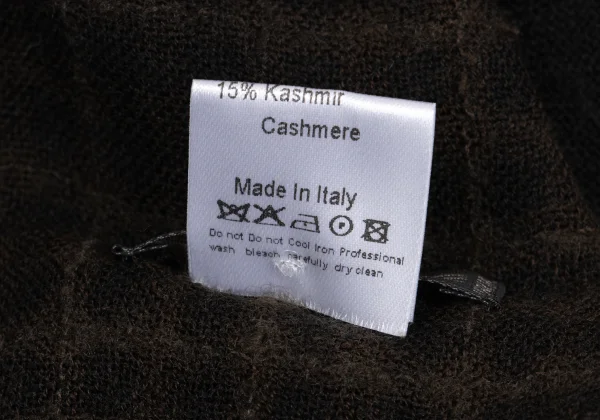 15% Kashmir
Cashmere
Made In Italy
Do not Do not Cool Iron Professional
wash bleach carefully dry clean